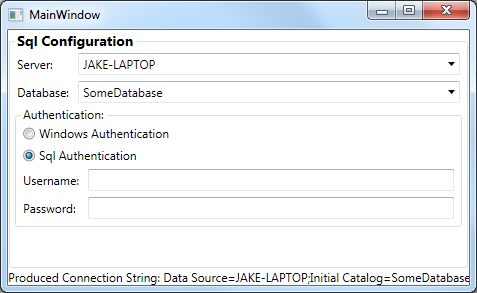 MainWindow
Sql Configuration
Server: JAKE-LAPTOP
Database: SomeDatabase
Authentication:
Windows Authentication
Sql Authentication
Username:
Password:
Produced Connection String: Data Source=JAKE-LAPTOP;Initial Catalog=SomeDatabase